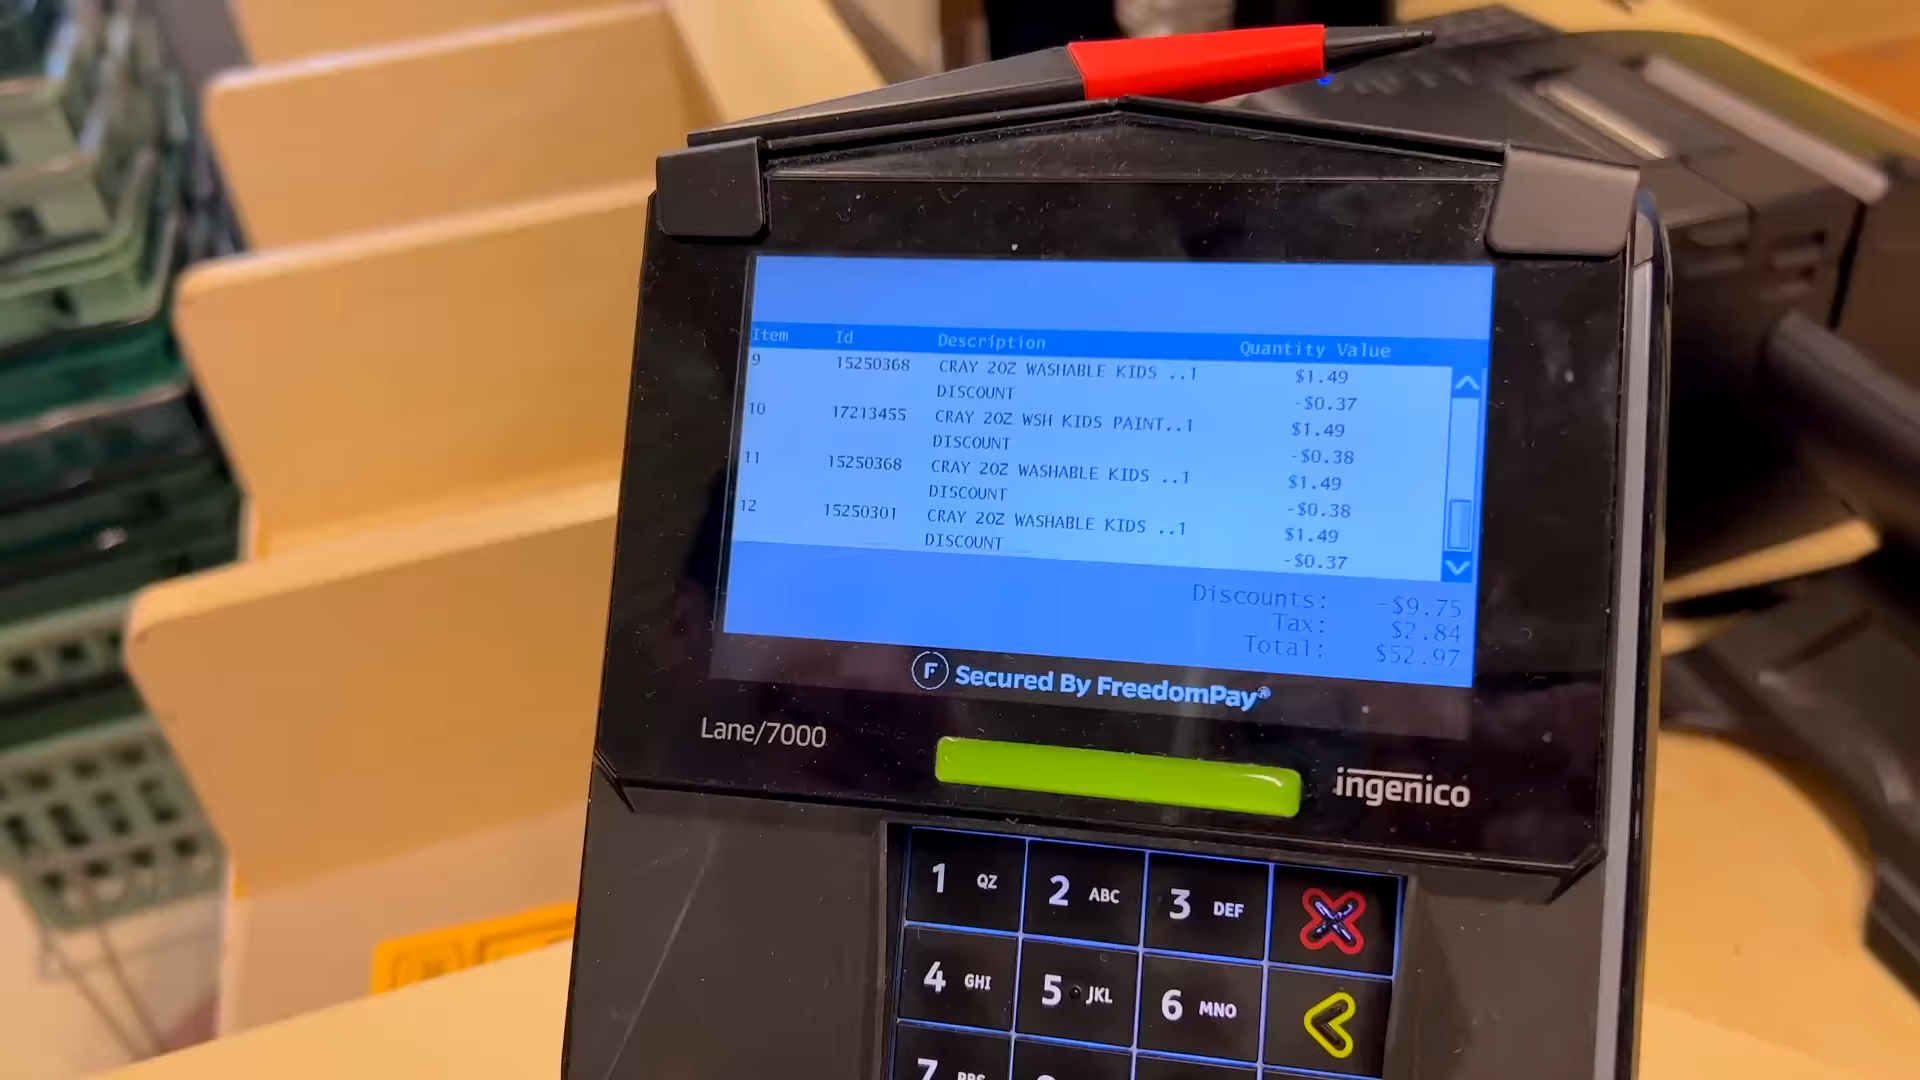 Item Id Description Quantity Value
9 15250368 CRAY 2OZ WASHABLE KIDS ..1 $1.49
DISCOUNT -$0.37
10 17213455 CRAY 2OZ WSH KIDS PAINT..1 $1.49
DISCOUNT -$0.38
11 15250368 CRAY 2OZ WASHABLE KIDS ..1 $1.49
DISCOUNT -$0.38
12 15250301 CRAY 2OZ WASHABLE KIDS ..1 $1.49
DISCOUNT -$0.37
Discounts: -$9.75
Tax: $2.84
Total: $52.97
F Secured By FreedomPay®
Lane/7000
ingenico
1 QZ 2 ABC 3 DEF
4 GHI 5 JKL 6 MNO
7